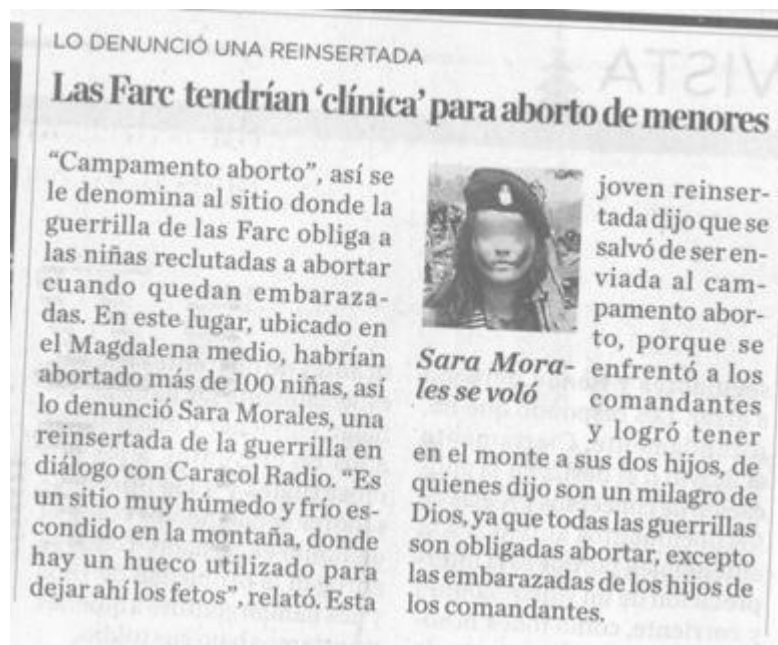 LO DENUNCIÓ UNA REINSERTADA
Las Farc tendrían ‘clínica’ para aborto de menores
“Campamento aborto”, así se
le denomina al sitio donde la
guerrilla de las Farc obliga a
las niñas reclutadas a abortar
cuando quedan embaraza-
das. En este lugar, ubicado en
el Magdalena medio, habrían
abortado más de 100 niñas, así
lo denunció Sara Morales, una
reinsertada de la guerrilla en
diálogo con Caracol Radio. “Es
un sitio muy húmedo y frío es-
condido en la montaña, donde
hay un hueco utilizado para
dejar ahí los fetos”, relató. Esta
Sara Mora-
les se voló
joven reinser-
tada dijo que se
salvó de ser en-
viada al cam-
pamento abor-
to, porque se
enfrentó a los
comandantes
y logró tener
en el monte a sus dos hijos, de
quienes dijo son un milagro de
Dios, ya que todas las guerrillas
son obligadas abortar, excepto
las embarazadas de los hijos de
los comandantes.